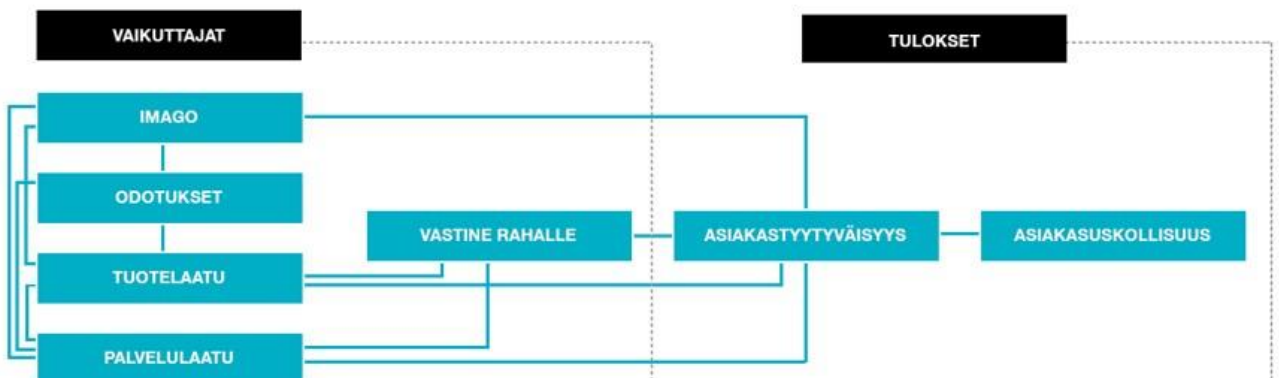 VAIKUTTAJAT
TULOKSET
IMAGO
ODOTUKSET
VASTINE RAHALLE
ASIAKASTYYTYVÄISYYS
ASIAKASUSKOLLISUUS
TUOTELAATU
PALVELULAATU